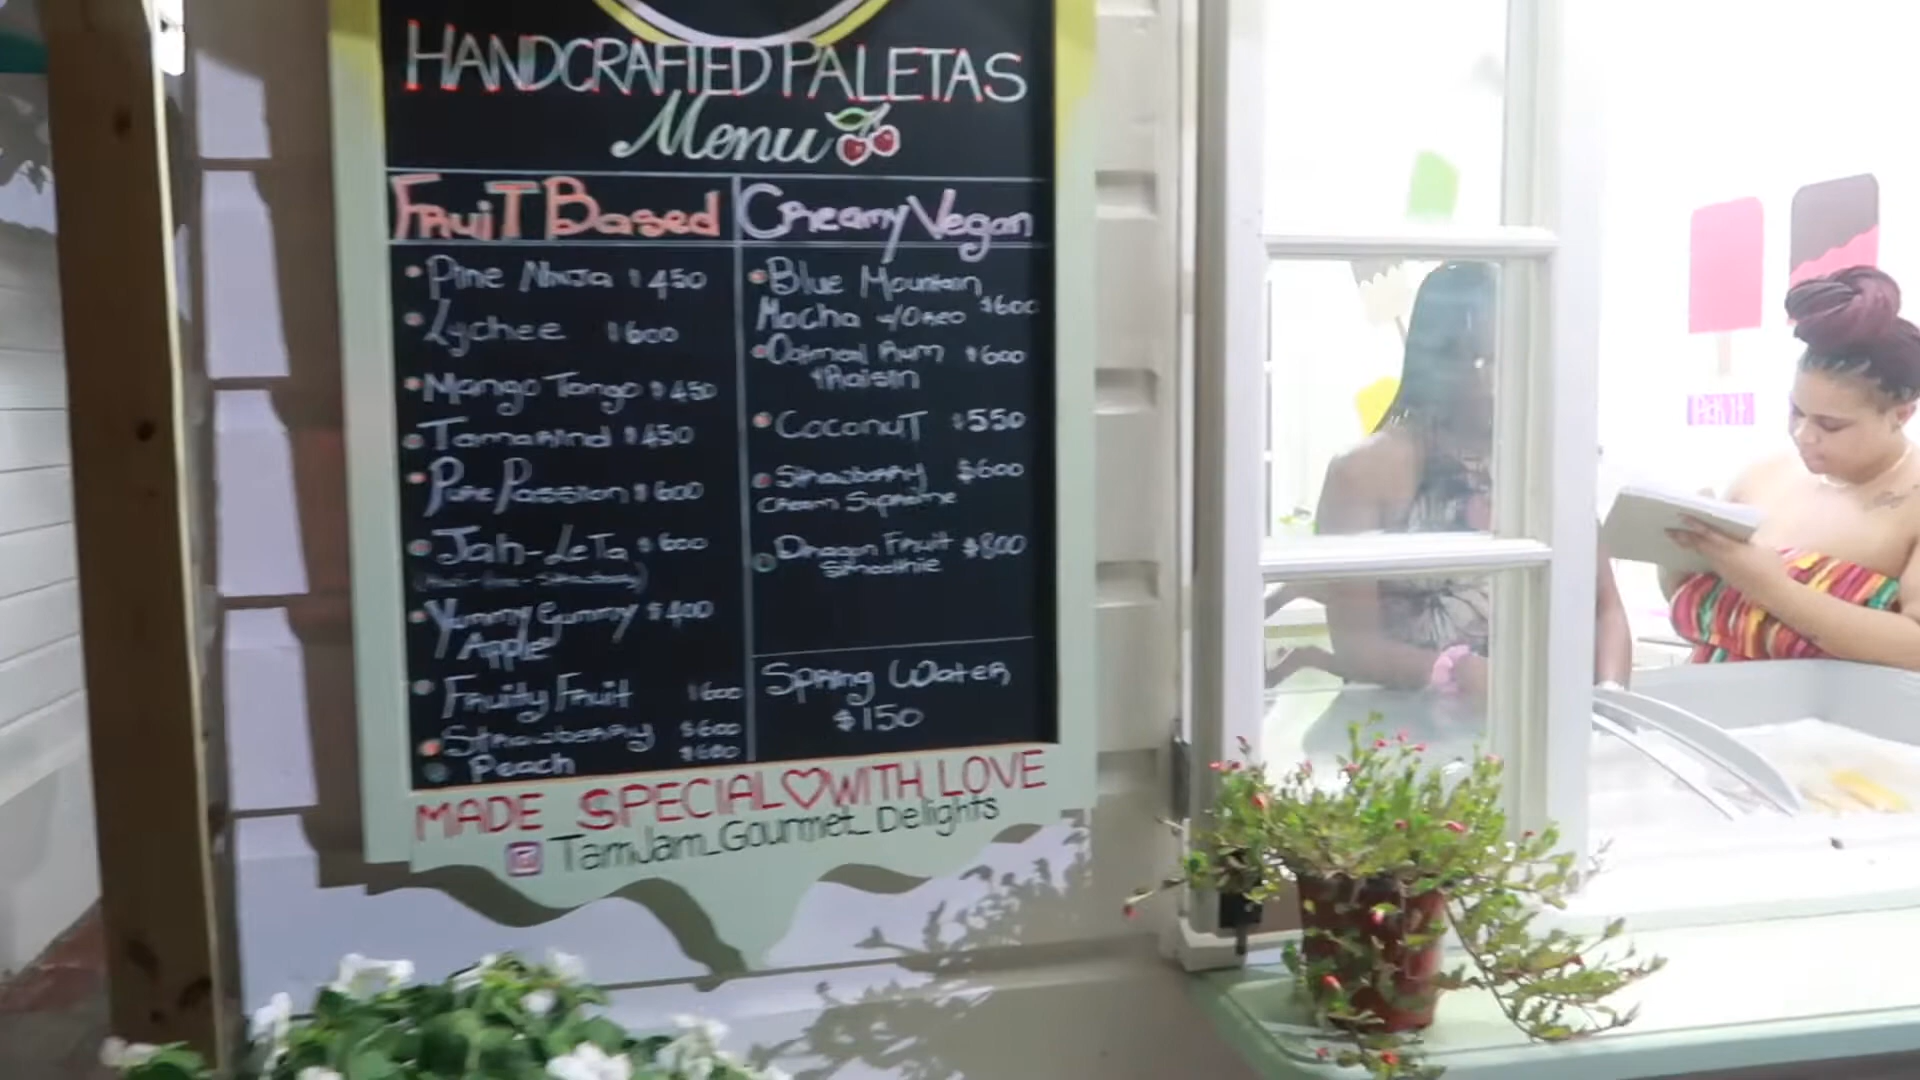 HANDCRAFTED PALETAS
Menu
Fruit Based
• Pine Ninja $450
• Lychee $600
• Mango Tango $450
• Tamarind $450
• Pure Passion $600
• Jah-LeTa $600
• Yummy Gummy $400
Apple
• Fruity Fruit $600
• Strawberry $600
• Peach $600
Creamy Vegan
• Blue Mountain
Mocha w/Oreo $600
• Oatmeal Rum $600
& Raisin
• Coconut $550
• Strawberry $600
Cream Supreme
• Dragon Fruit $800
Smoothie
Spring Water
$150
MADE SPECIAL♡WITH LOVE
TamJam_Gourmet_Delights